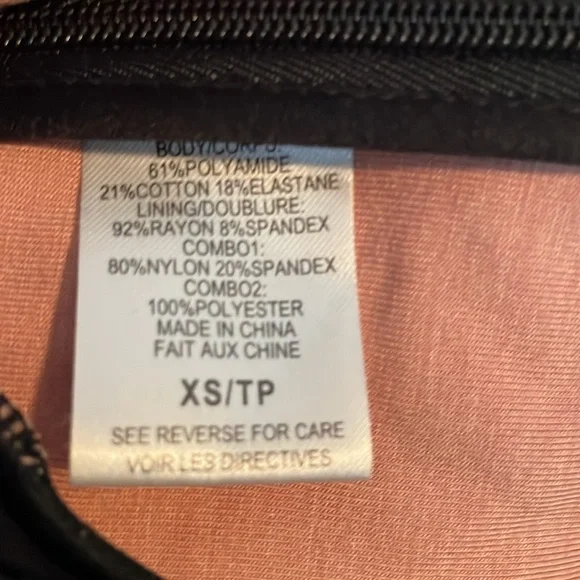 BODY/CORPS:
61%POLYAMIDE
21%COTTON 18%ELASTANE
LINING/DOUBLURE:
92%RAYON 8%SPANDEX
COMBO1:
80%NYLON 20%SPANDEX
COMBO2:
100%POLYESTER
MADE IN CHINA
FAIT AUX CHINE
XS/TP
SEE REVERSE FOR CARE
VOIR LES DIRECTIVES